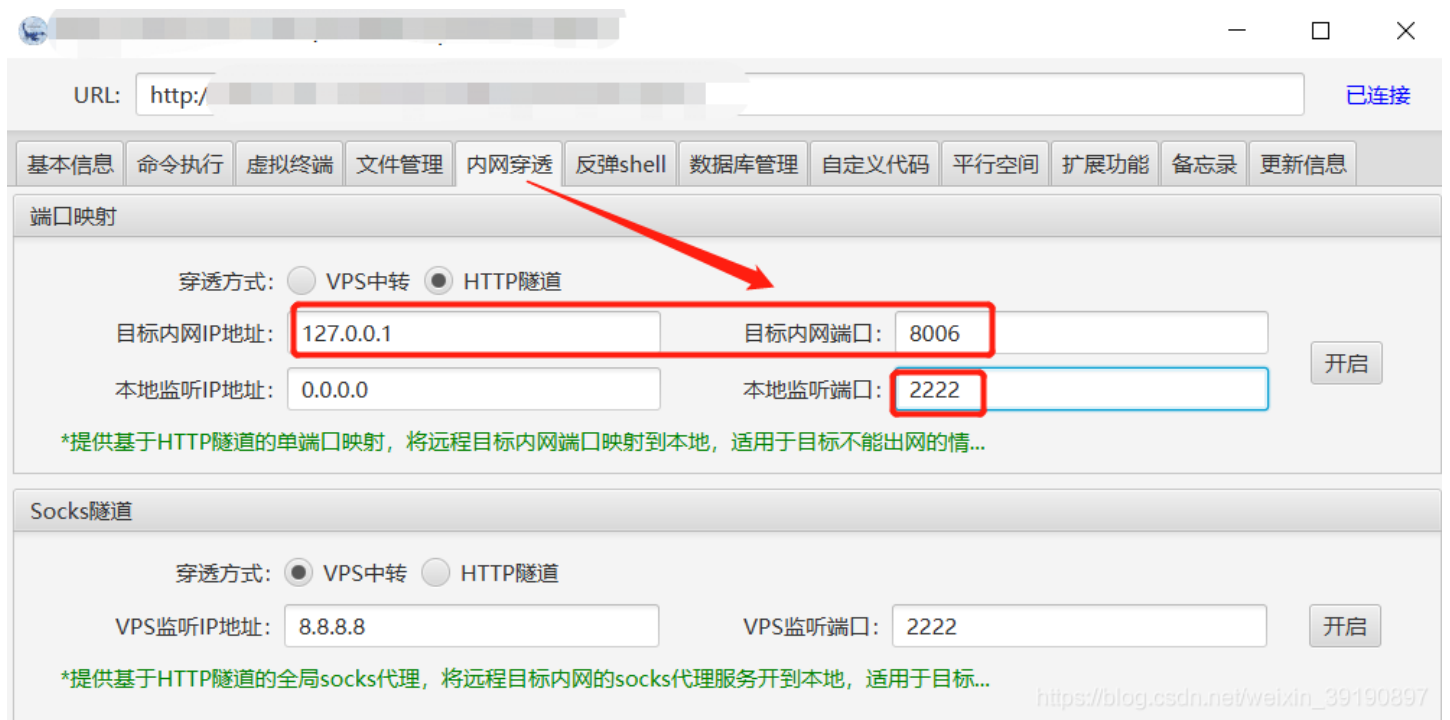 URL: http:/ 已连接
基本信息 命令执行 虚拟终端 文件管理 内网穿透 反弹shell 数据库管理 自定义代码 平行空间 扩展功能 备忘录 更新信息
端口映射
穿透方式: VPS中转 HTTP隧道
目标内网IP地址: 127.0.0.1 目标内网端口: 8006
开启
本地监听IP地址: 0.0.0.0 本地监听端口: 2222
*提供基于HTTP隧道的单端口映射，将远程目标内网端口映射到本地，适用于目标不能出网的情...
Socks隧道
穿透方式: VPS中转 HTTP隧道
VPS监听IP地址: 8.8.8.8 VPS监听端口: 2222 开启
*提供基于HTTP隧道的全局socks代理，将远程目标内网的socks代理服务开到本地，适用于目标...
https://blog.csdn.net/weixin_39190897